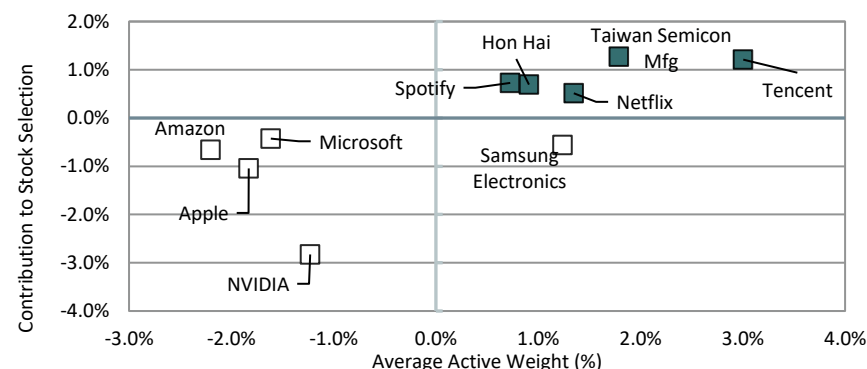 Contribution to Stock Selection
2.0%
1.0%
0.0%
-1.0%
-2.0%
-3.0%
-4.0%
Taiwan Semicon
Mfg
Hon Hai
Spotify
Netflix
Tencent
Amazon
Microsoft
Samsung
Electronics
Apple
NVIDIA
-3.0%
-2.0%
-1.0%
0.0%
1.0%
2.0%
3.0%
4.0%
Average Active Weight (%)